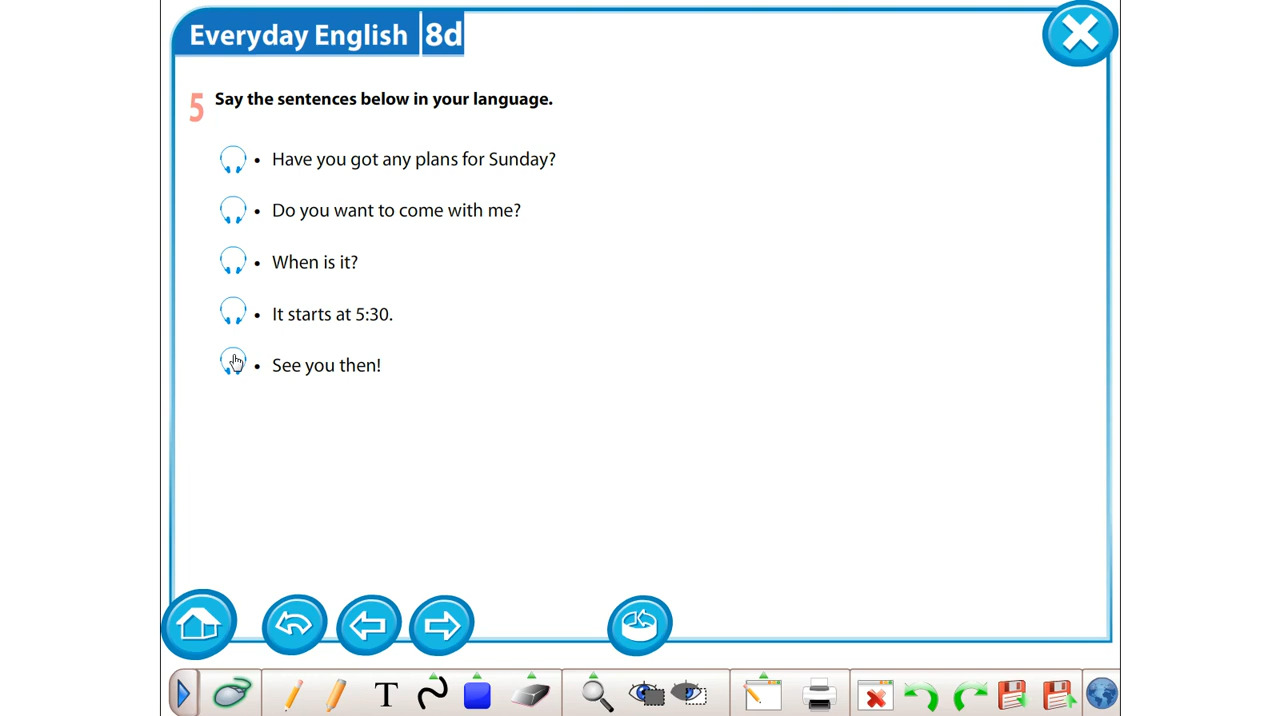 Everyday English 8d
5 Say the sentences below in your language.
• Have you got any plans for Sunday?
• Do you want to come with me?
• When is it?
• It starts at 5:30.
• See you then!
T